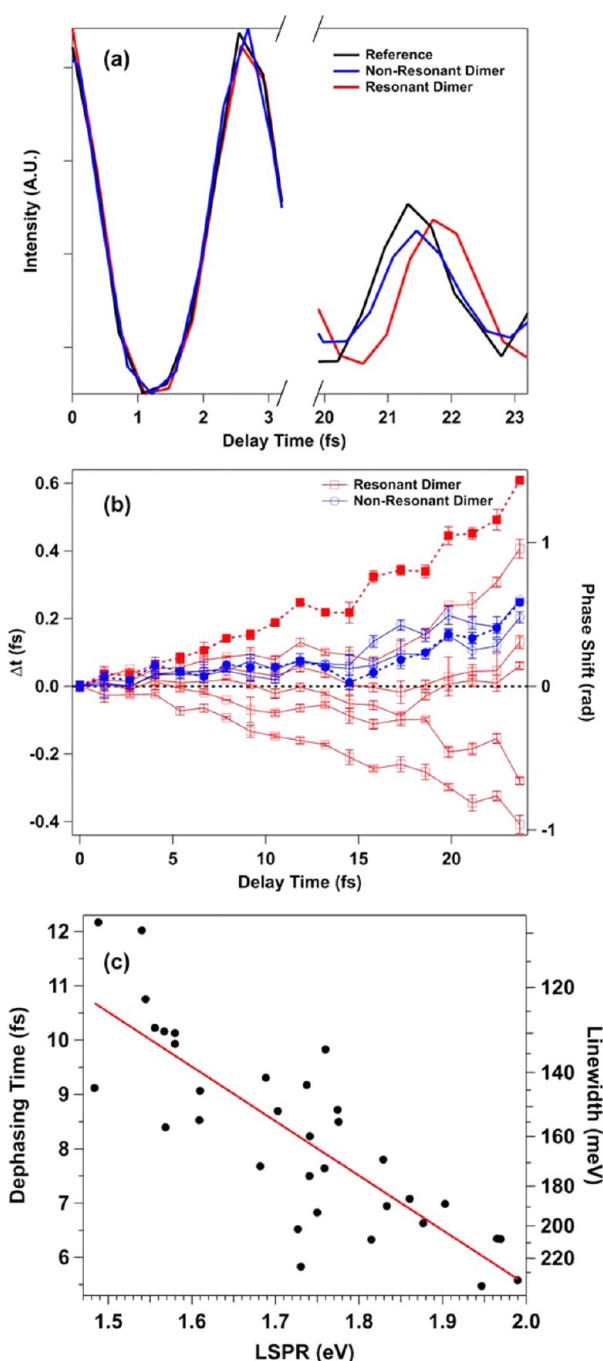 (a)
Reference
Non-Resonant Dimer
Resonant Dimer
Intensity (A.U.)
0 1 2 3 20 21 22 23
Delay Time (fs)
(b)
Resonant Dimer
Non-Resonant Dimer
0.6
0.4
0.2
0.0
-0.2
-0.4
Δt (fs)
1
0
-1
Phase Shift (rad)
0 5 10 15 20
Delay Time (fs)
(c)
12
11
10
9
8
7
6
Dephasing Time (fs)
120
140
160
180
200
220
Linewidth (meV)
1.5 1.6 1.7 1.8 1.9 2.0
LSPR (eV)